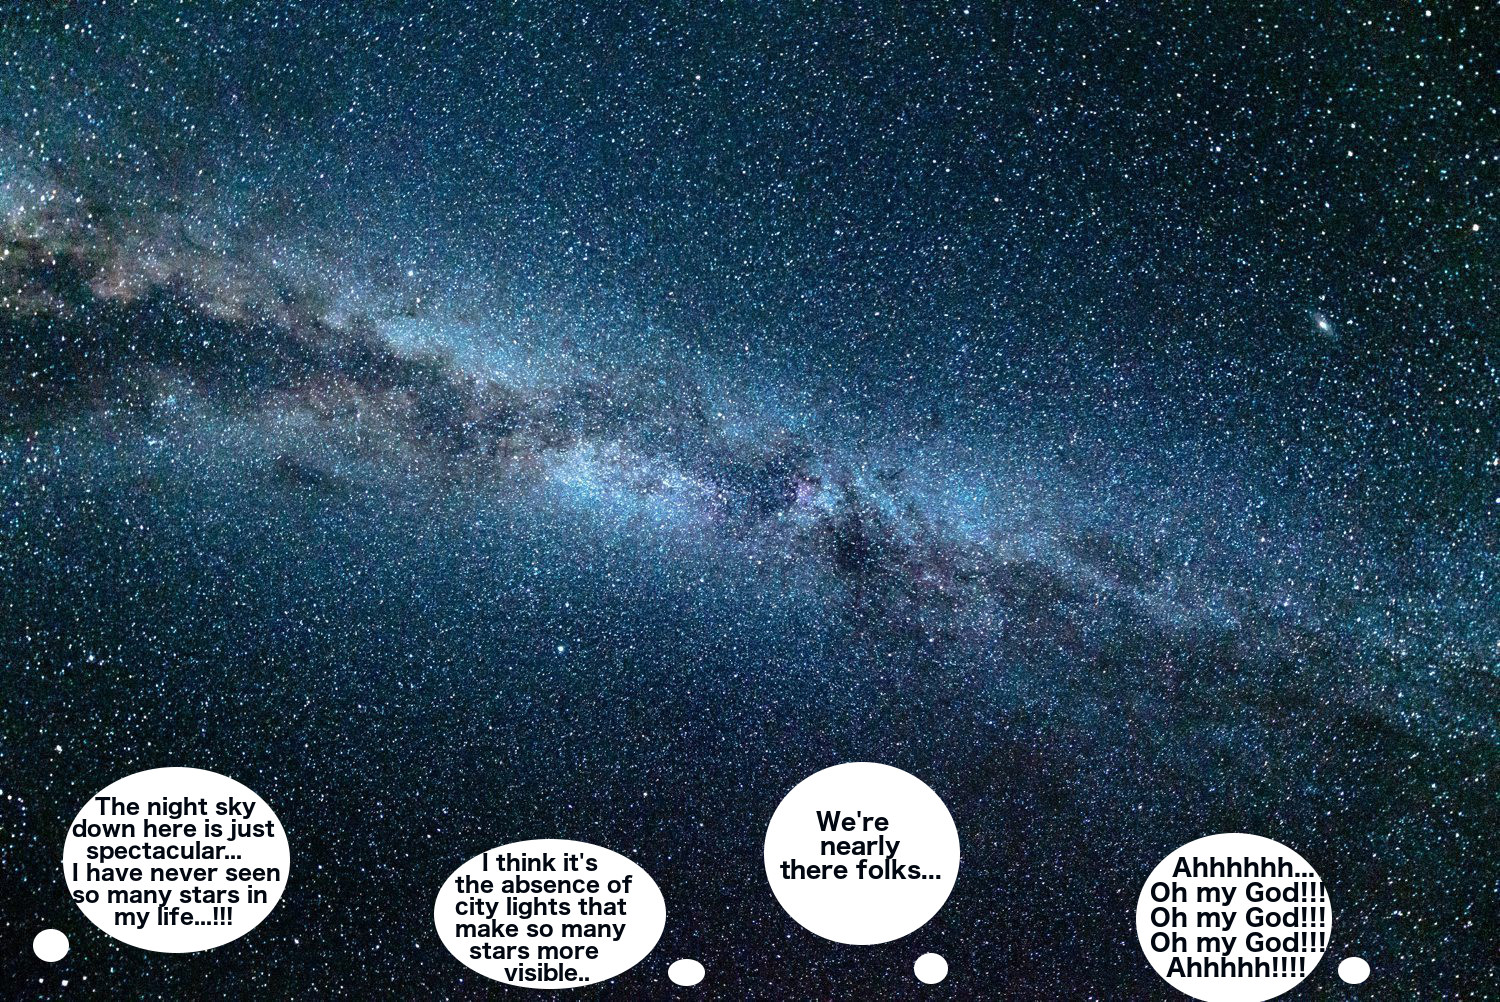 The night sky
down here is just
spectacular...
I have never seen
so many stars in
my life...!!!
I think it's
the absence of
city lights that
make so many
stars more
visible..
We're
nearly
there folks...
Ahhhhhh...
Oh my God!!!
Oh my God!!!
Oh my God!!!
Ahhhhh!!!!